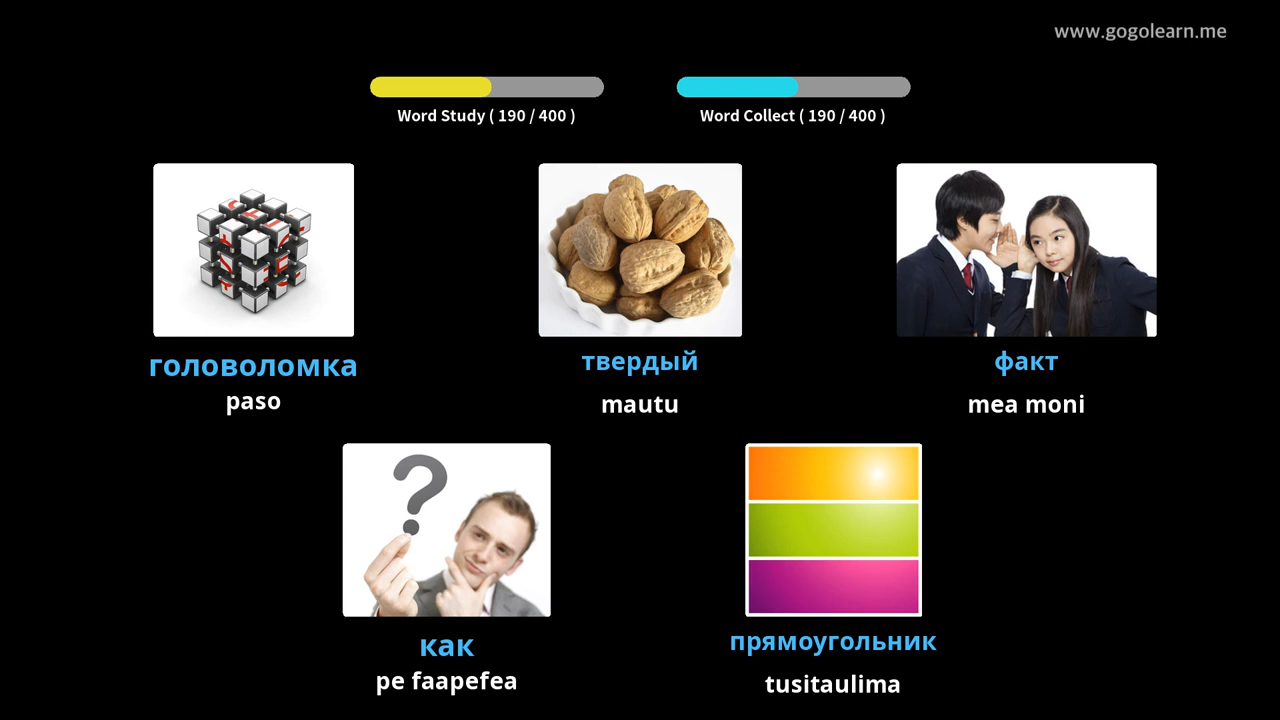 www.gogolearn.me
Word Study ( 190 / 400 )
Word Collect ( 190 / 400 )
головоломка
paso
твердый
mautu
факт
mea moni
?
как
pe faapefea
прямоугольник
tusitaulima